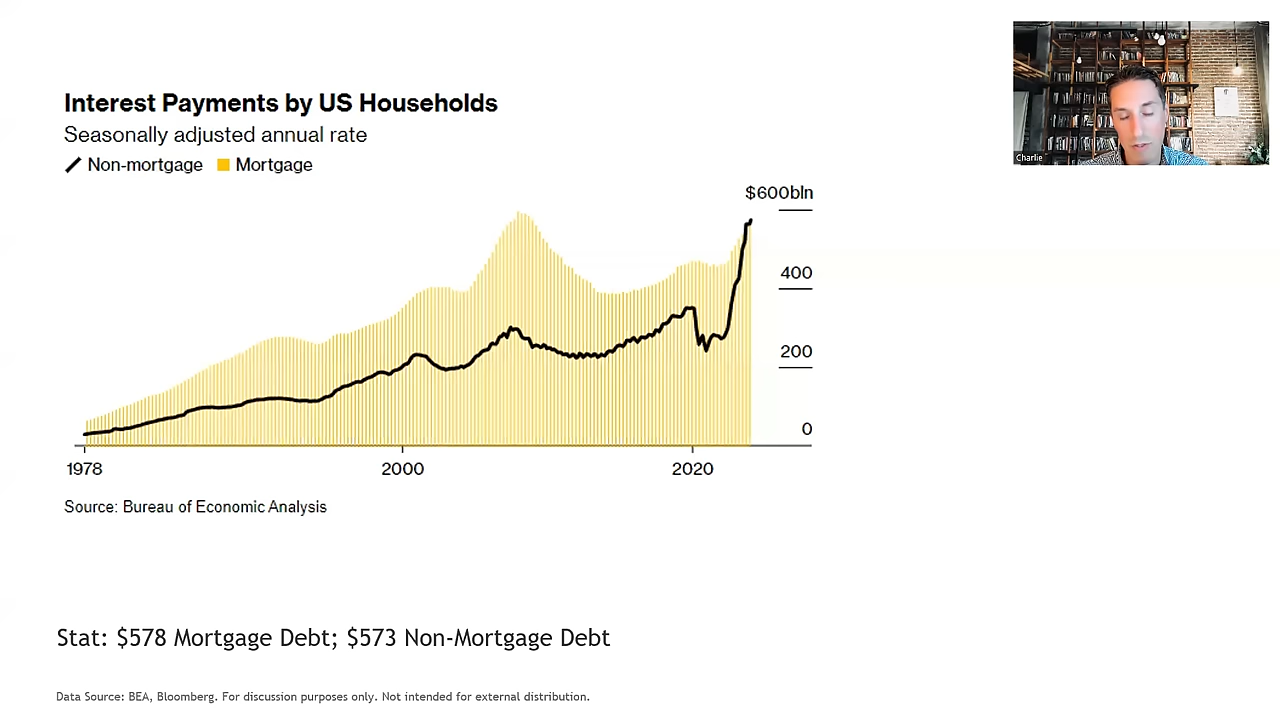 Interest Payments by US Households
Seasonally adjusted annual rate
Non-mortgage Mortgage
$600bln
400
200
0
1978 2000 2020
Source: Bureau of Economic Analysis
Stat: $578 Mortgage Debt; $573 Non-Mortgage Debt
Data Source: BEA, Bloomberg. For discussion purposes only. Not intended for external distribution.
Charlie